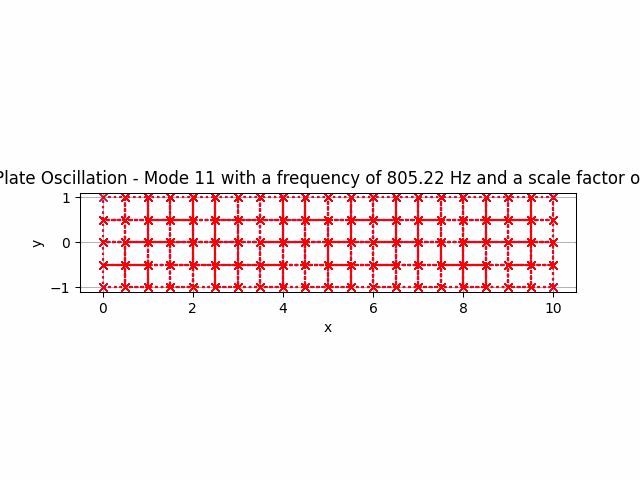 Plate Oscillation - Mode 11 with a frequency of 805.22 Hz and a scale factor
1
0
−1
y
0 2 4 6 8 10
x